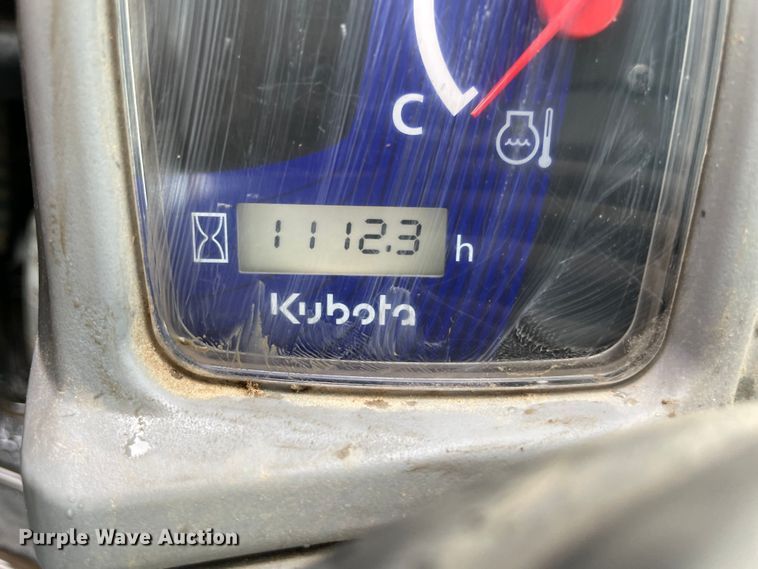 C
1112.3 h
Kubota
Purple Wave Auction